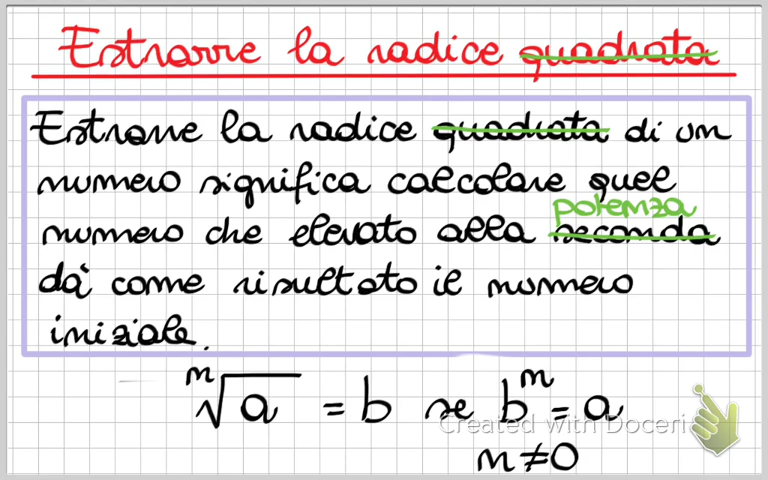 Estrarre la radice quadrata
Estrarre la radice quadrata di un
numero significa calcolare quel
potenza
numero che elevato alla seconda
dà come risultato il numero
iniziale.
ⁿ√a = b se bⁿ = a
Created with Doceri
n ≠ 0